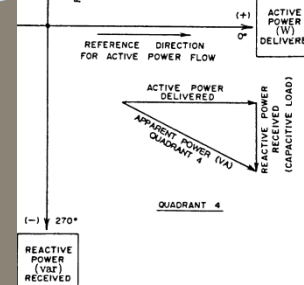 (+)
0°
ACTIVE
POWER
(W)
DELIVERE
REFERENCE DIRECTION
FOR ACTIVE POWER FLOW
ACTIVE POWER
DELIVERED
APPARENT POWER (VA)
QUADRANT 4
REACTIVE POWER
RECEIVED
(CAPACITIVE LOAD)
QUADRANT 4
(-) 270°
REACTIVE
POWER
(var)
RECEIVED